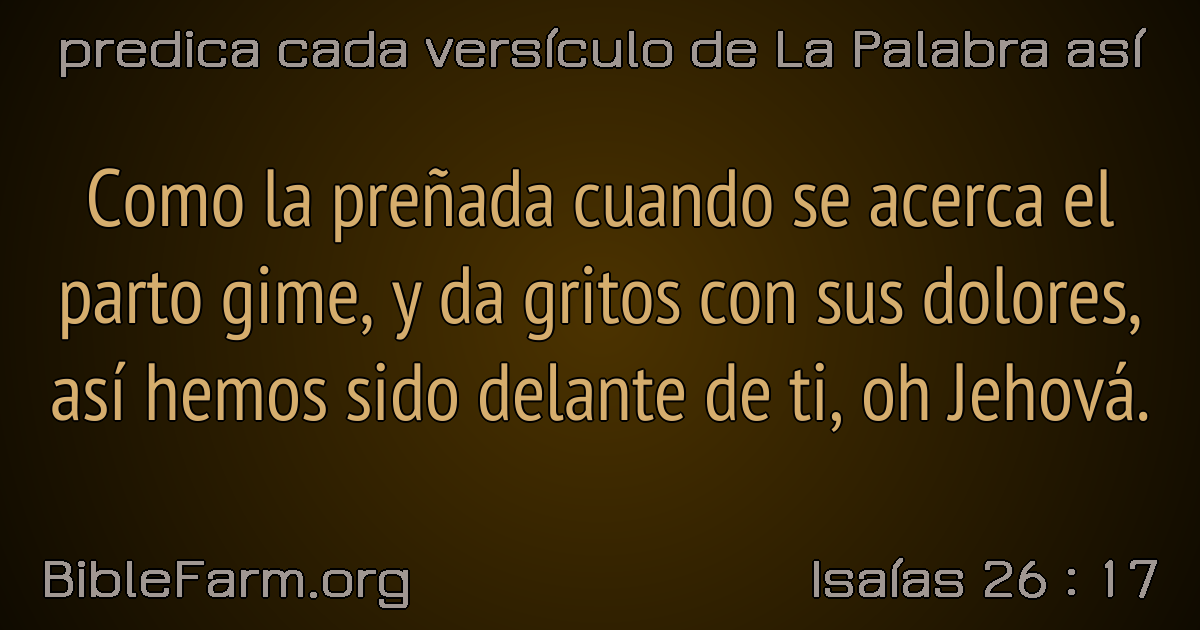 predica cada versículo de La Palabra así
Como la preñada cuando se acerca el
parto gime, y da gritos con sus dolores,
así hemos sido delante de ti, oh Jehová.
BibleFarm.org
Isaías 26 : 17